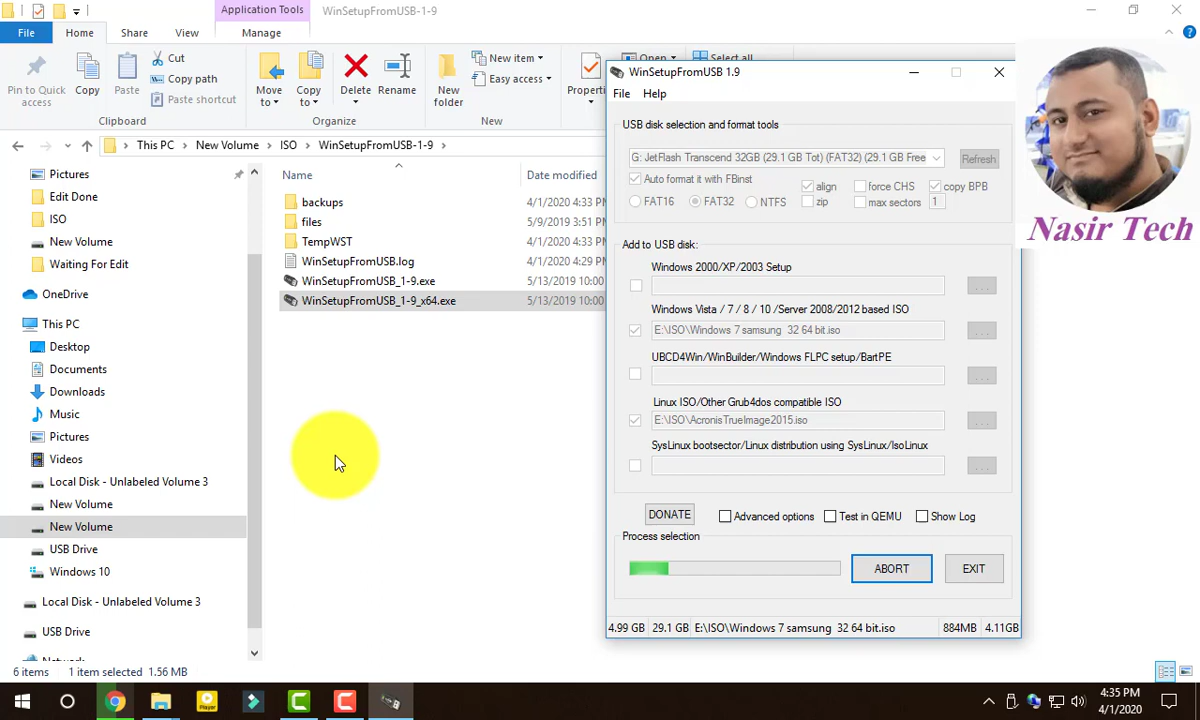 Application Tools
WinSetupFromUSB-1-9
File
Home
Share
View
Manage
Pin to Quick access
Copy
Paste
Cut
Copy path
Paste shortcut
Clipboard
Move to
Copy to
Delete
Rename
Organize
New folder
New item
Easy access
New
Properti
Open
Select all
This PC
New Volume
ISO
WinSetupFromUSB-1-9
Pictures
Edit Done
ISO
New Volume
Waiting For Edit
OneDrive
This PC
Desktop
Documents
Downloads
Music
Pictures
Videos
Local Disk - Unlabeled Volume 3
New Volume
New Volume
USB Drive
Windows 10
Local Disk - Unlabeled Volume 3
USB Drive
Name
Date modified
backups
4/1/2020 4:33 PM
files
5/9/2019 3:51
TempWST
4/1/2020 4:33 PM
WinSetupFromUSB.log
4/1/2020 4:29 PM
WinSetupFromUSB_1-9.exe
5/13/2019 10:00
WinSetupFromUSB_1-9_x64.exe
5/13/2019 10:00
6 items
1 item selected 1.56 MB
WinSetupFromUSB 1.9
File
Help
USB disk selection and format tools
G: JetFlash Transcend 32GB (29.1 GB Tot) (FAT32) (29.1 GB Free
Refresh
Auto format it with FBinst
align
force CHS
copy BPB
FAT16
FAT32
NTFS
zip
max sectors
1
Add to USB disk:
Windows 2000/XP/2003 Setup
...
Windows Vista / 7 / 8 / 10 /Server 2008/2012 based ISO
E:\ISO\Windows 7 samsung 32 64 bit.iso
...
UBCD4Win/WinBuilder/Windows FLPC setup/BartPE
...
Linux ISO/Other Grub4dos compatible ISO
E:\ISO\AcronisTrueImage2015.iso
...
SysLinux bootsector/Linux distribution using SysLinux/IsoLinux
...
DONATE
Advanced options
Test in QEMU
Show Log
Process selection
ABORT
EXIT
4.99 GB
29.1 GB
E:\ISO\Windows 7 samsung 32 64 bit.iso
884MB
4.11GB
Nasir Tech
Player
4:35 PM
4/1/2020